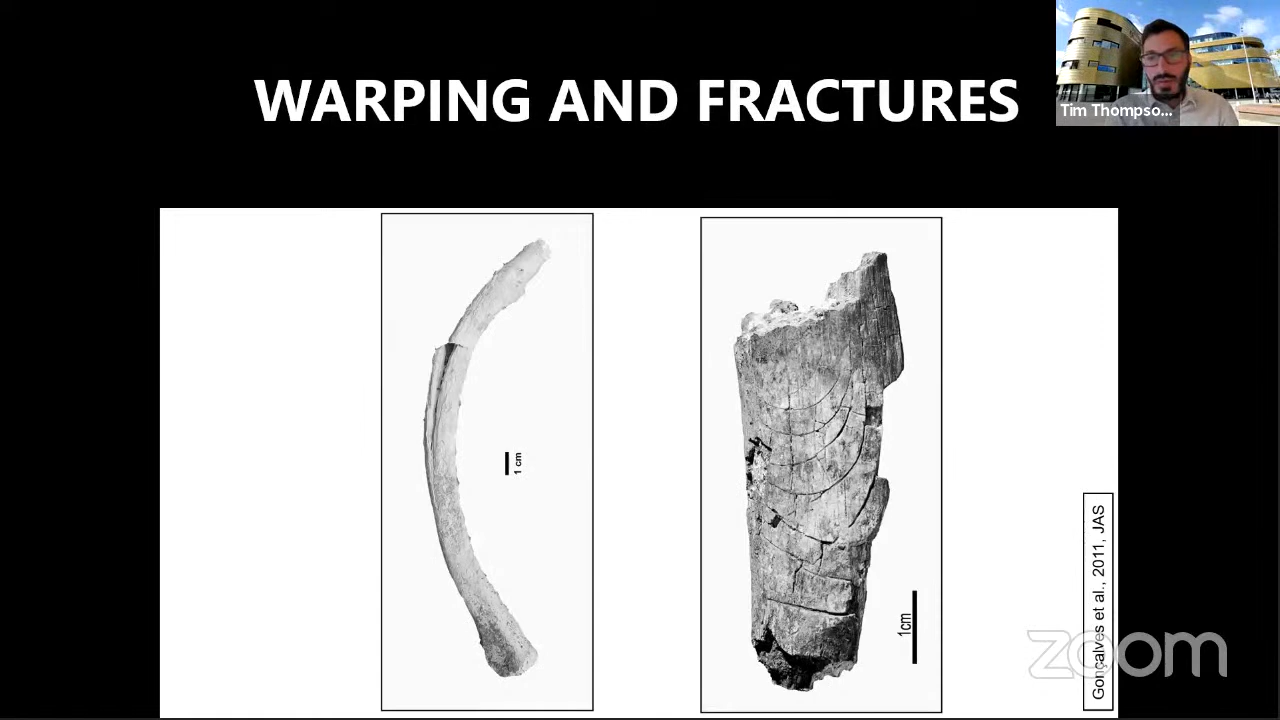 WARPING AND FRACTURES
Tim Thompso...
1 cm
1cm
Gonçalves et al., 2011, JAS
zoom